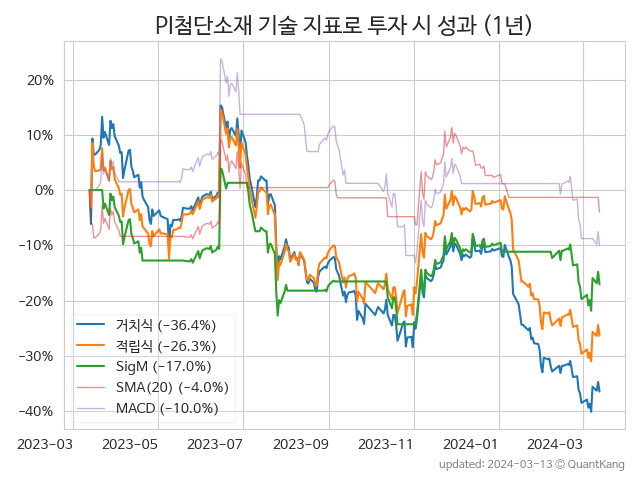 PI첨단소재 기술 지표로 투자 시 성과 (1년)
20%
10%
0%
−10%
−20%
−30%
−40%
거치식 (−36.4%)
적립식 (−26.3%)
SigM (−17.0%)
SMA(20) (−4.0%)
MACD (−10.0%)
2023−03 2023−05 2023−07 2023−09 2023−11 2024−01 2024−03
updated: 2024−03−13 ⓒ QuantKang